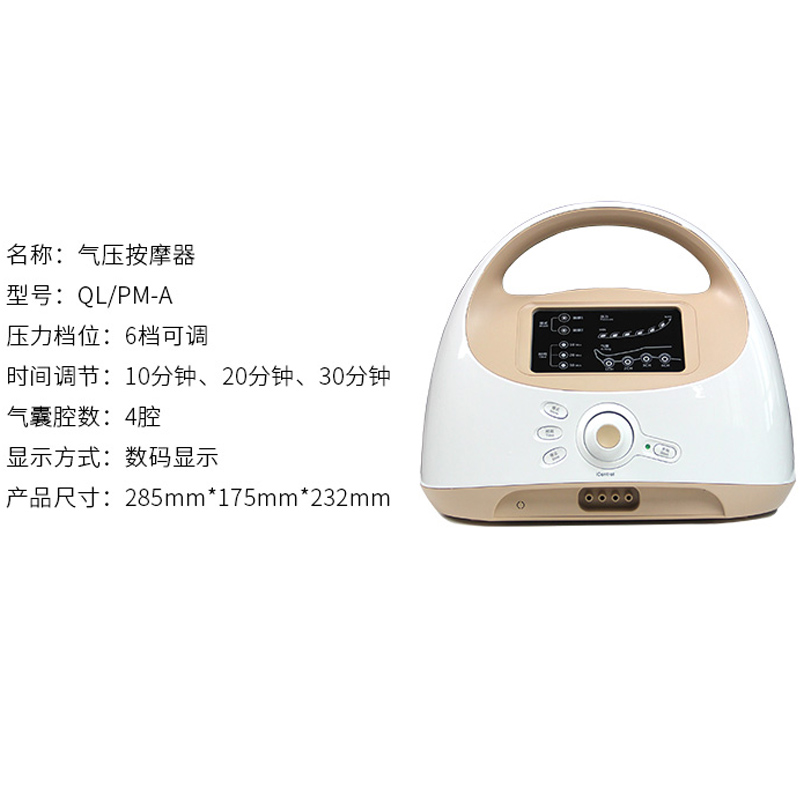 名称：气压按摩器
型号：QL/PM-A
压力档位：6档可调
时间调节：10分钟、20分钟、30分钟
气囊腔数：4腔
显示方式：数码显示
产品尺寸：285mm*175mm*232mm
iControl